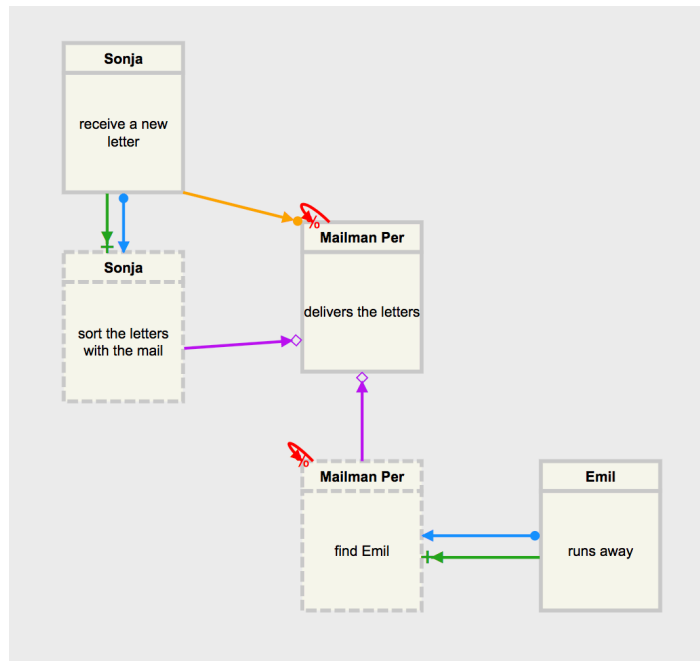 Sonja
receive a new
letter
%
Mailman Per
delivers the letters
Sonja
sort the letters
with the mail
%
Mailman Per
find Emil
Emil
runs away